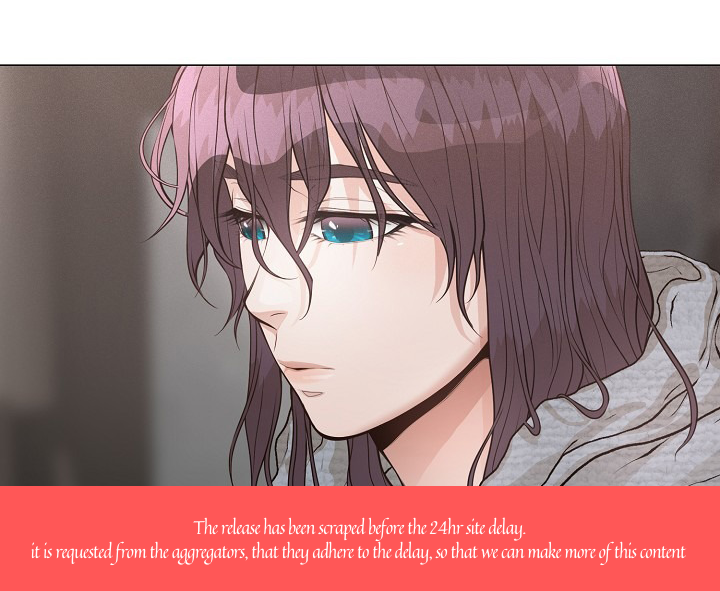 The release has been scraped before the 24hr site delay.
it is requested from the aggregators, that they adhere to the delay, so that we can make more of this content